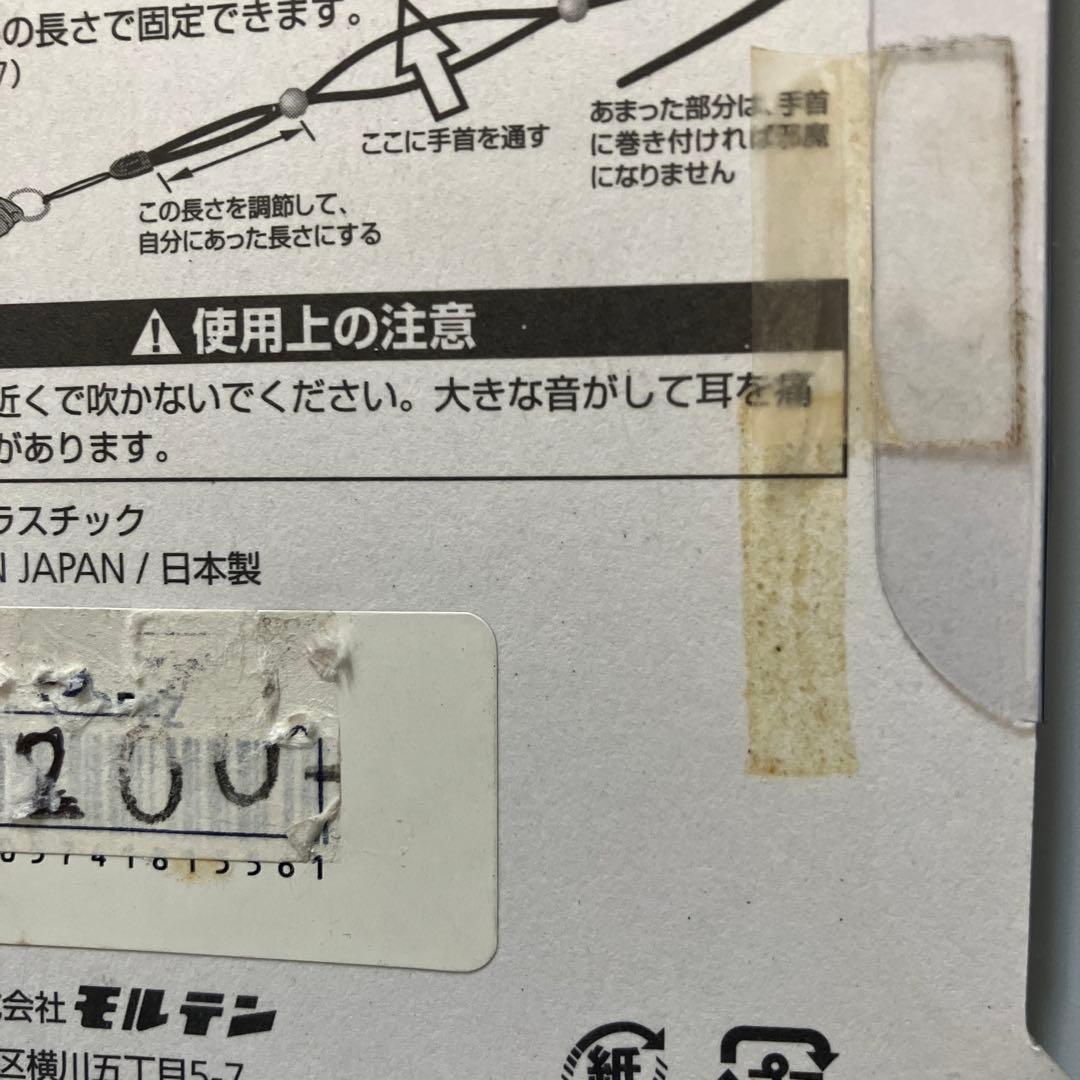 の長さで固定できます。
7)
ここに手首を通す
あまった部分は、手首
に巻き付ければ邪魔
になりません
この長さを調節して、
自分にあった長さにする
使用上の注意
近くで吹かないでください。大きな音がして耳を痛
があります。
ラスチック
N JAPAN / 日本製
200
会社 モルテン
区横川五丁目5-7
紙
プラ